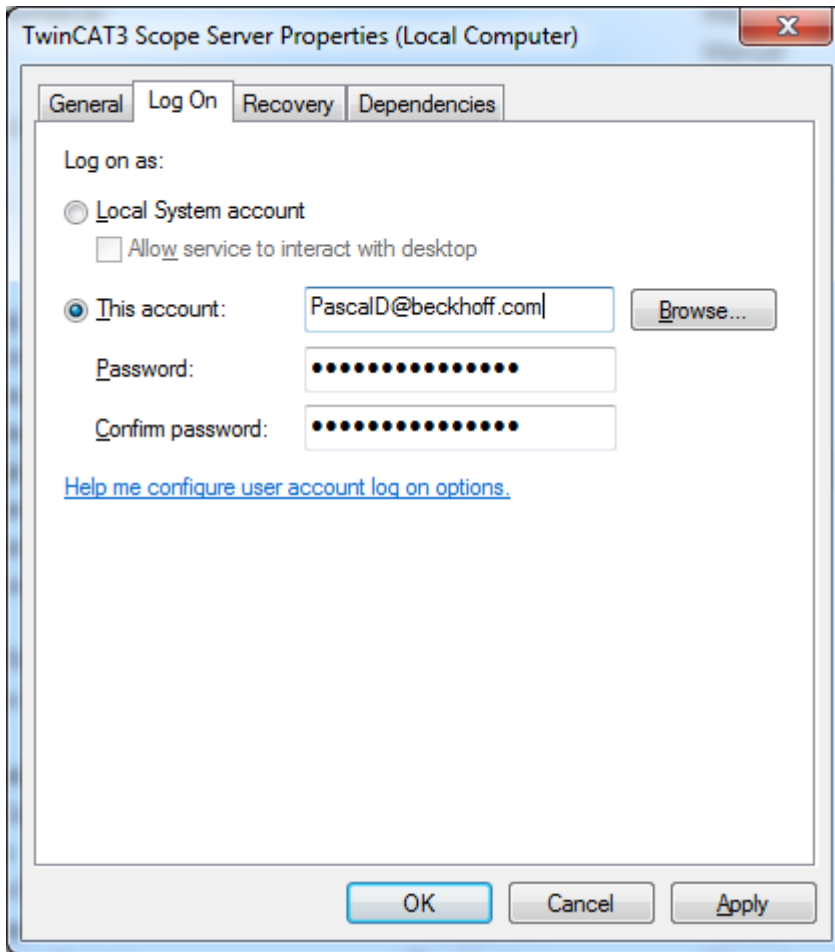 TwinCAT3 Scope Server Properties (Local Computer)
General Log On Recovery Dependencies
Log on as:
Local System account
Allow service to interact with desktop
This account: PascalD@beckhoff.com Browse...
Password: •••••••••••••••
Confirm password: •••••••••••••••
Help me configure user account log on options.
OK Cancel Apply